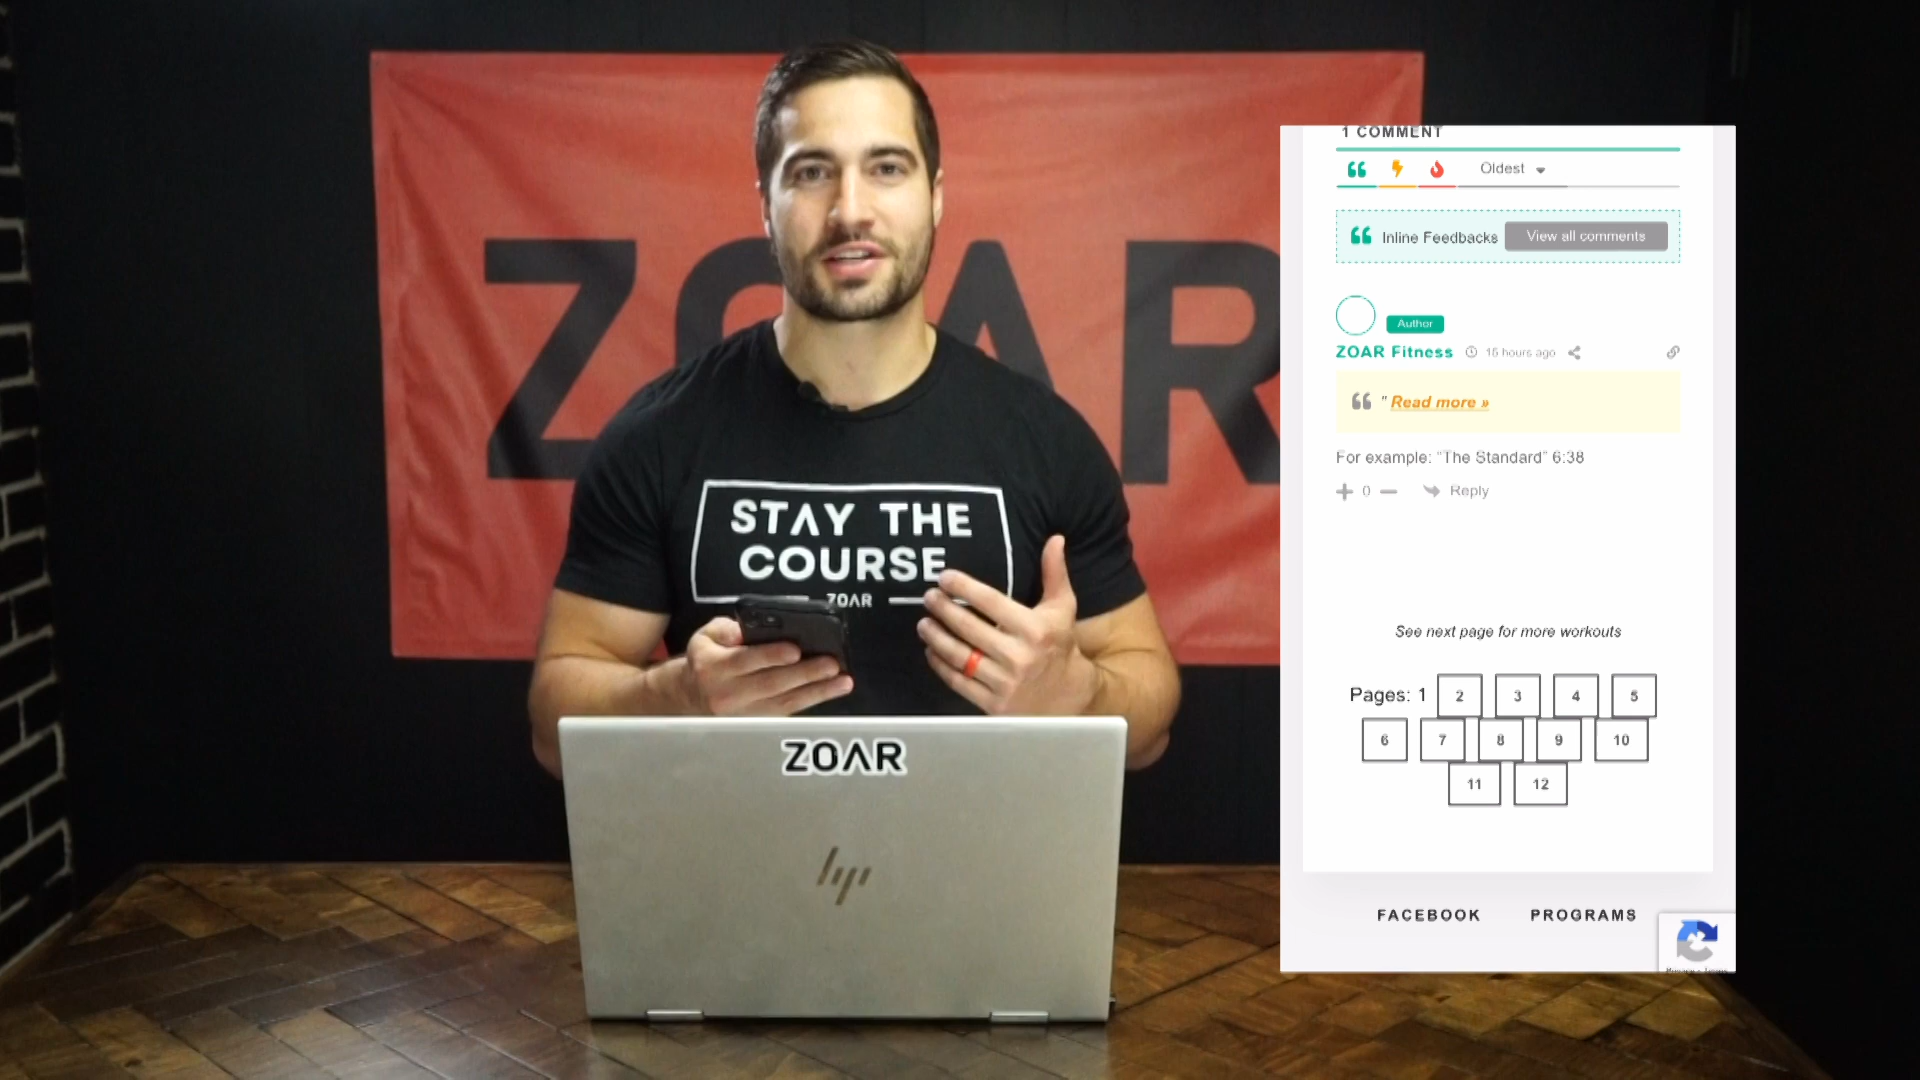 ZOAR
STAY THE
COURSE
ZOAR
ZOAR
hp
1 COMMENT
Oldest
Inline Feedbacks View all comments
Author
ZOAR Fitness 15 hours ago
" Read more »
For example: "The Standard" 6:38
0 Reply
See next page for more workouts
Pages: 1 2 3 4 5
6 7 8 9 10
11 12
FACEBOOK PROGRAMS